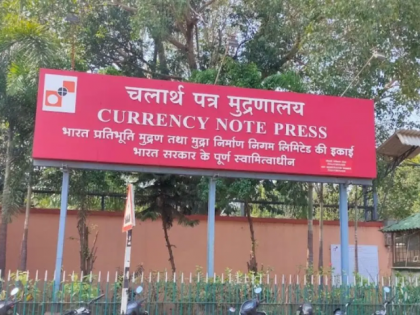 चलार्थ पत्र मुद्रणालय
CURRENCY NOTE PRESS
भारत प्रतिभूति मुद्रण तथा मुद्रा निर्माण निगम लिमिटेड की इकाई
भारत सरकार के पूर्ण स्वामित्वाधीन